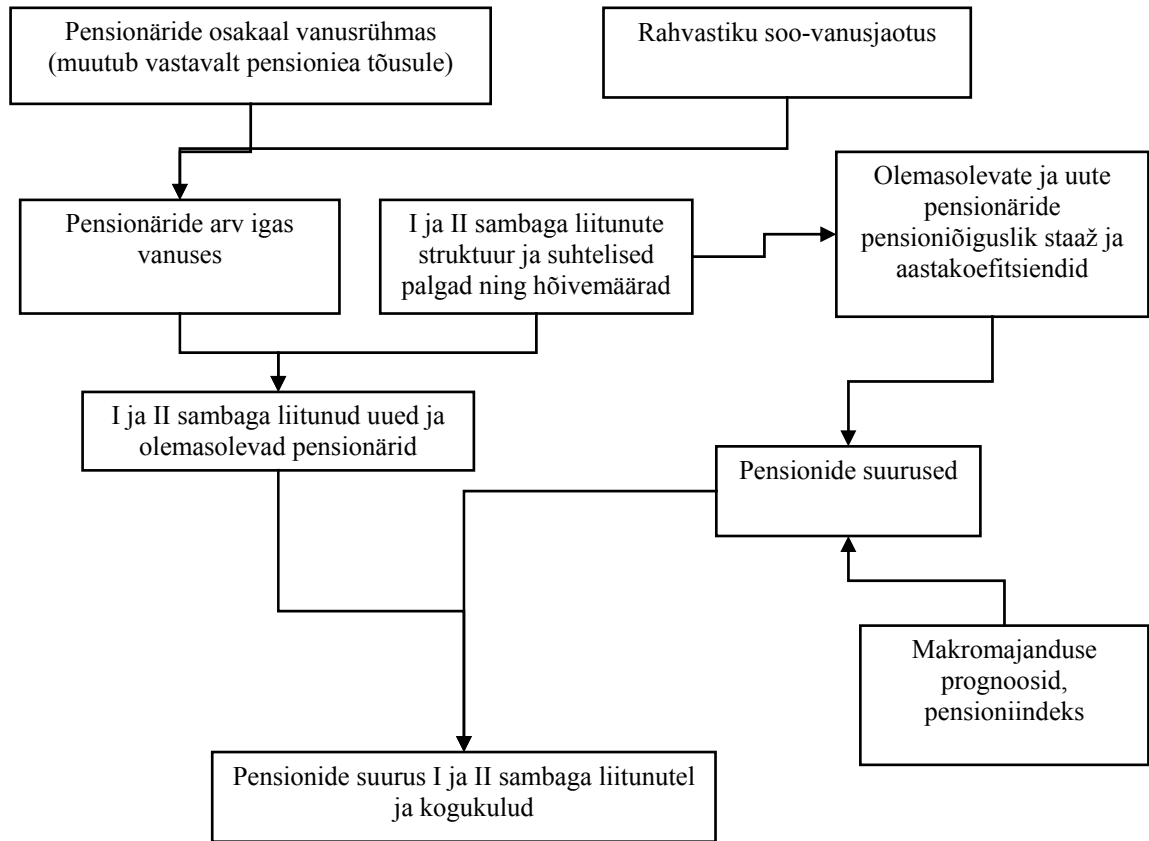 Pensionäride osakaal vanusrühmas
(muutub vastavalt pensioniea tõusule)
Rahvastiku soo-vanusjaotus
Pensionäride arv igas
vanuses
I ja II sambaga liitunute
struktuur ja suhtelised
palgad ning hõivemäärad
Olemasolevate ja uute
pensionäride
pensioniõiguslik staaž ja
aastakoefitsiendid
I ja II sambaga liitunud uued ja
olemasolevad pensionärid
Pensionide suurused
Makromajanduse
prognoosid,
pensioniindeks
Pensionide suurus I ja II sambaga liitunutel
ja kogukulud